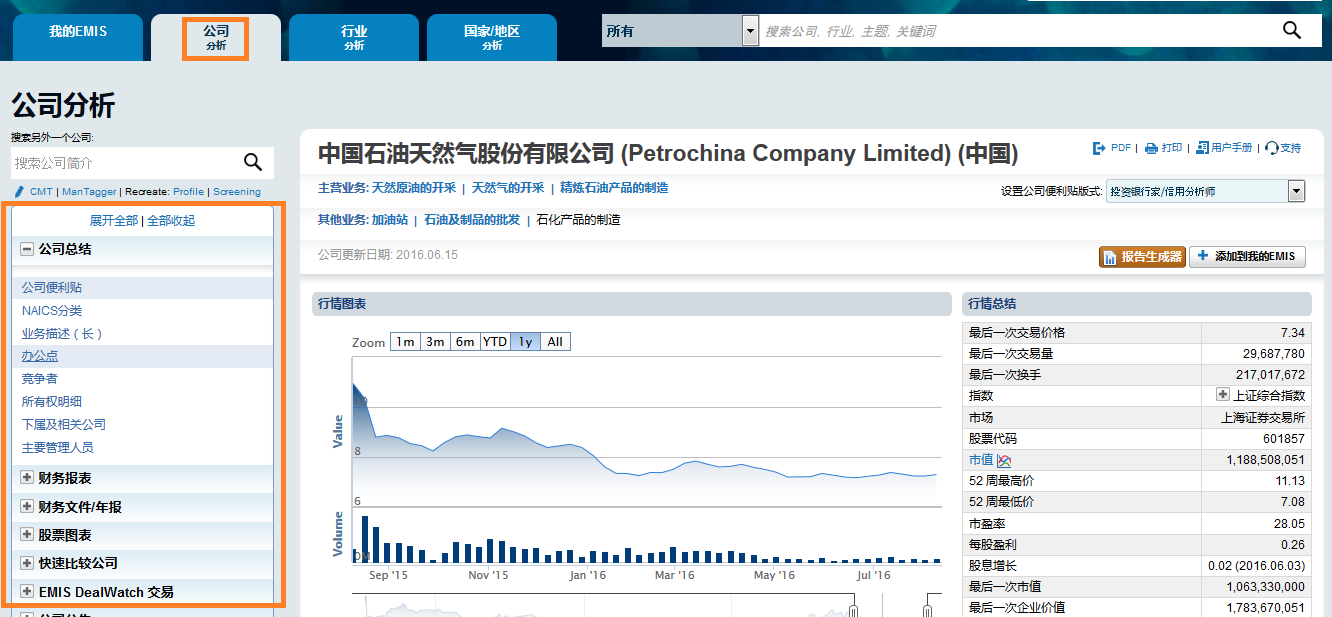 我的EMIS
公司
分析
行业
分析
国家/地区
分析
所有
搜索公司, 行业, 主题, 关键词
公司分析
搜索另外一个公司:
搜索公司简介
CMT | ManTagger | Recreate: Profile | Screening
展开全部 | 全部收起
公司总结
公司便利贴
NAICS分类
业务描述（长）
办公点
竞争者
所有权明细
下属及相关公司
主要管理人员
财务报表
财务文件/年报
股票图表
快速比较公司
EMIS DealWatch 交易
中国石油天然气股份有限公司 (Petrochina Company Limited) (中国)
PDF | 打印 | 用户手册 | 支持
主营业务: 天然原油的开采 | 天然气的开采 | 精炼石油产品的制造
设置公司便利贴版式: 投资银行家/信用分析师
其他业务: 加油站 | 石油及制品的批发 | 石化产品的制造
公司更新日期: 2016.06.15
报告生成器
添加到我的EMIS
行情图表
Zoom 1m 3m 6m YTD 1y All
Value
8
6
Volume
0M
Sep '15 Nov '15 Jan '16 Mar '16 May '16 Jul '16
行情总结
最后一次交易价格 7.34
最后一次交易量 29,687,780
最后一次换手 217,017,672
指数 上证综合指数
市场 上海证券交易所
股票代码 601857
市值 1,188,508,051
52 周最高价 11.13
52 周最低价 7.08
市盈率 28.05
每股盈利 0.26
股息增长 0.02 (2016.06.03)
最后一次市值 1,063,330,000
最后一次企业价值 1,783,670,051